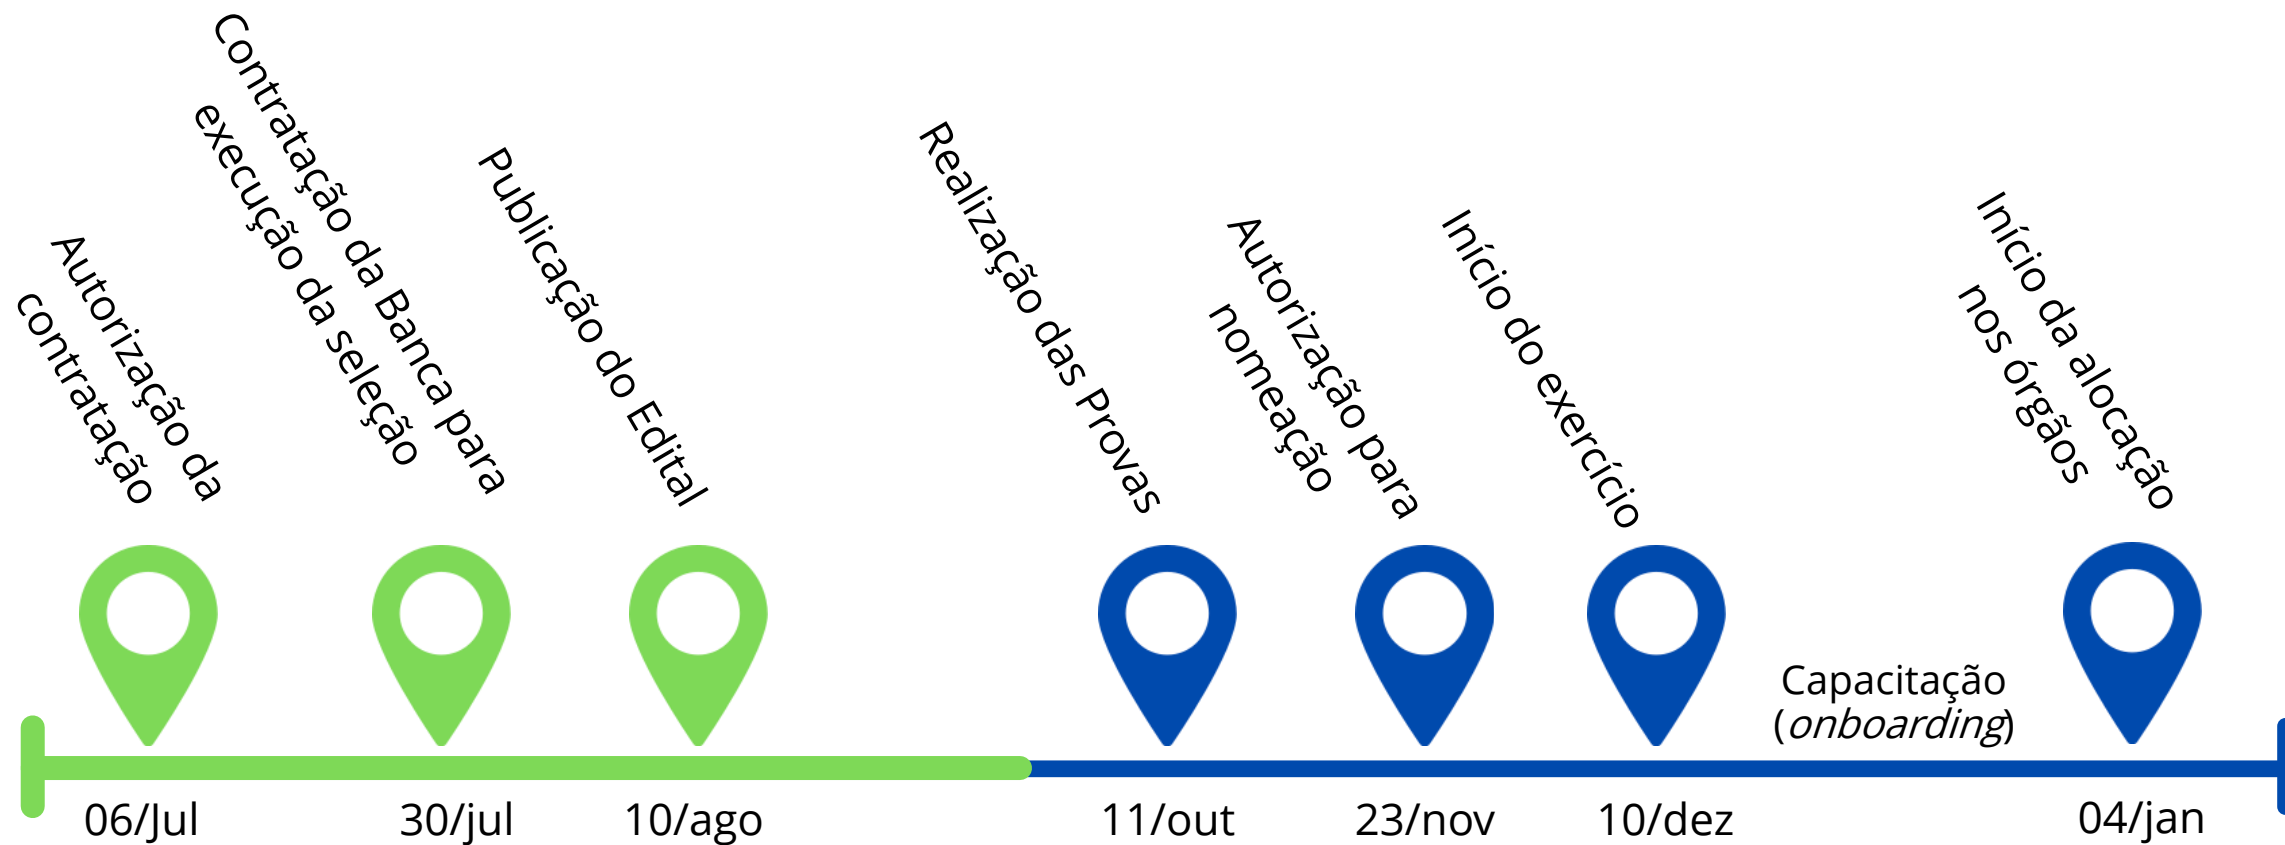 Autorização da
contratação
Contratação da Banca para
execução da seleção
Publicação do Edital
Realização das Provas
Autorização para
nomeação
Início do exercício
Início da alocação
nos órgãos
Capacitação
(onboarding)
06/Jul
30/jul
10/ago
11/out
23/nov
10/dez
04/jan